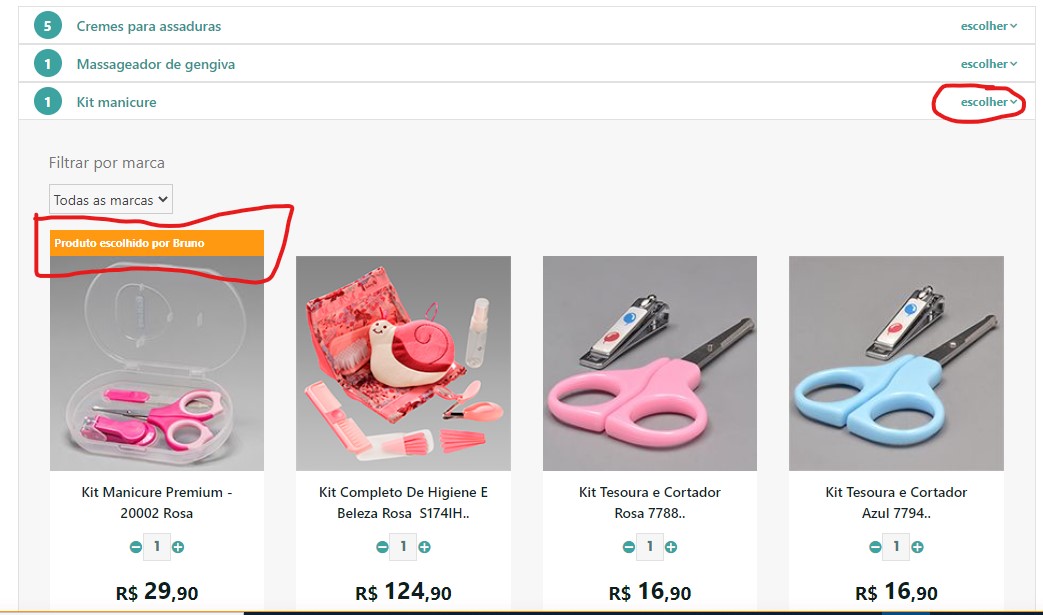 5 Cremes para assaduras escolher
1 Massageador de gengiva escolher
1 Kit manicure escolher
Filtrar por marca
Todas as marcas
Produto escolhido por Bruno
Kit Manicure Premium -
20002 Rosa
1
R$ 29,90
Kit Completo De Higiene E
Beleza Rosa S174IH..
1
R$ 124,90
Kit Tesoura e Cortador
Rosa 7788..
1
R$ 16,90
Kit Tesoura e Cortador
Azul 7794..
1
R$ 16,90